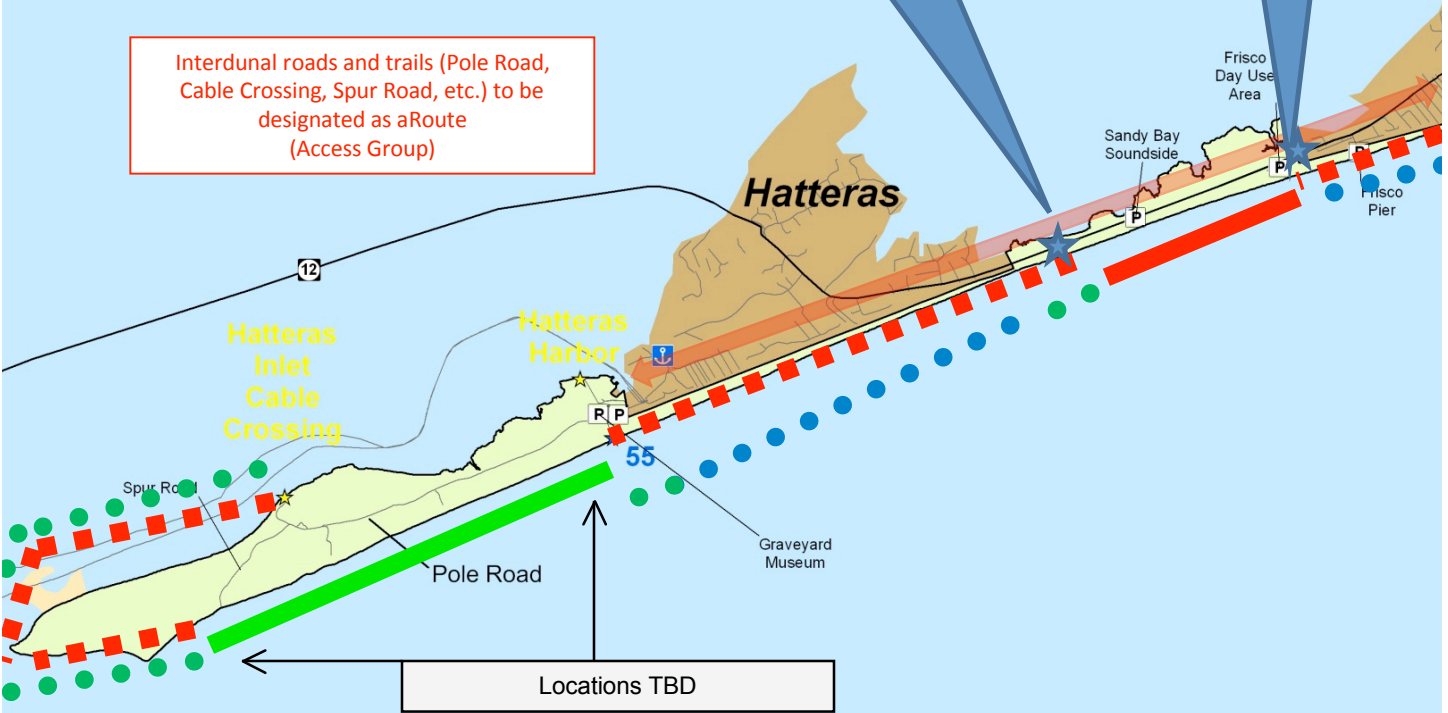 Interdunal roads and trails (Pole Road,
Cable Crossing, Spur Road, etc.) to be
designated as aRoute
(Access Group)
Frisco
Day Use
Area
Sandy Bay
Soundside
P
P
P
Frisco
Pier
Hatteras
12
Hatteras
Inlet
Cable
Crossing
Hatteras
Harbor
P P
55
Spur Road
Graveyard
Museum
Pole Road
Locations TBD